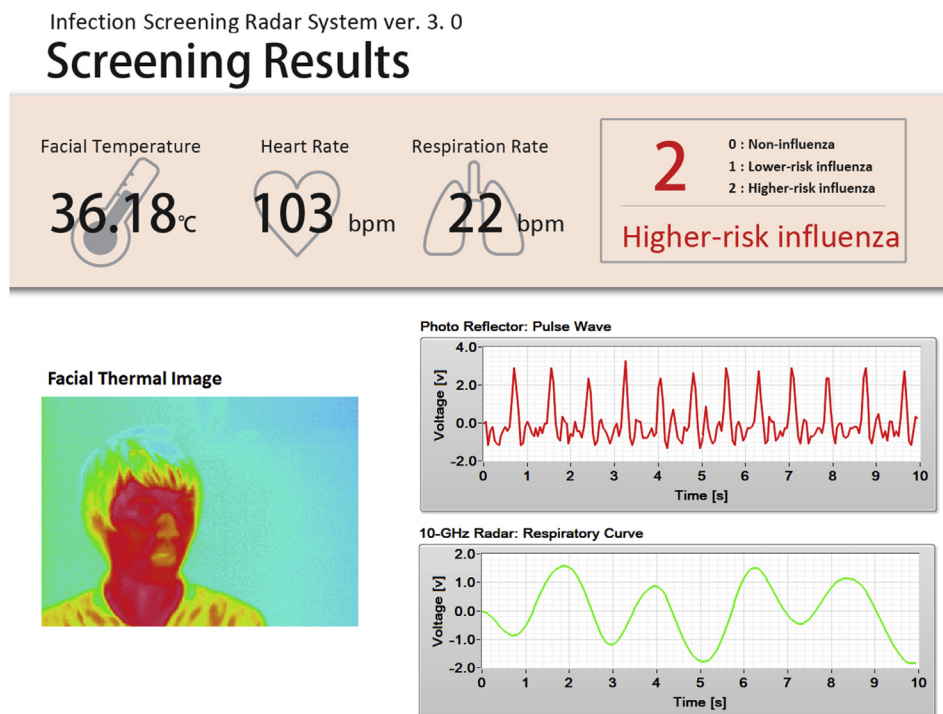 Infection Screening Radar System ver. 3. 0
Screening Results
Facial Temperature
36.18℃
Heart Rate
103 bpm
Respiration Rate
22 bpm
2
0 : Non-influenza
1 : Lower-risk influenza
2 : Higher-risk influenza
Higher-risk influenza
Facial Thermal Image
Photo Reflector: Pulse Wave
Voltage [v]
4.0
2.0
0.0
-2.0
0 1 2 3 4 5 6 7 8 9 10
Time [s]
10-GHz Radar: Respiratory Curve
Voltage [v]
2.0
1.0
0.0
-1.0
-2.0
0 1 2 3 4 5 6 7 8 9 10
Time [s]